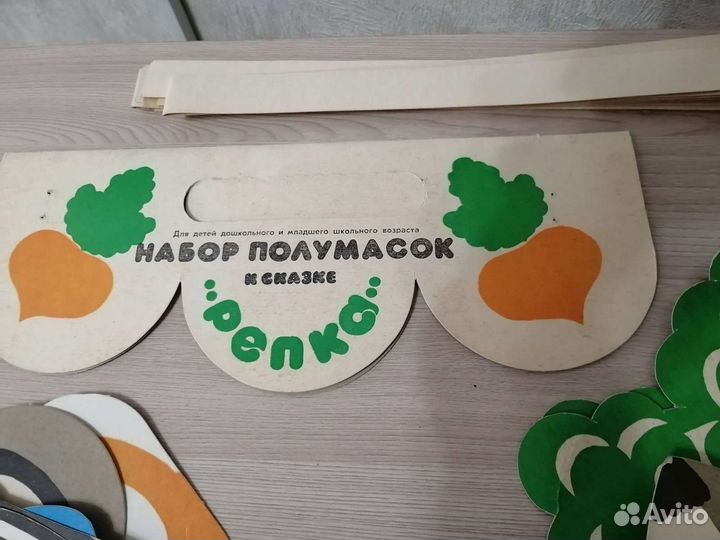 Для детей дошкольного и младшего школьного возраста
НАБОР ПОЛУМАСОК
К СКАЗКЕ
"репка"
Avito